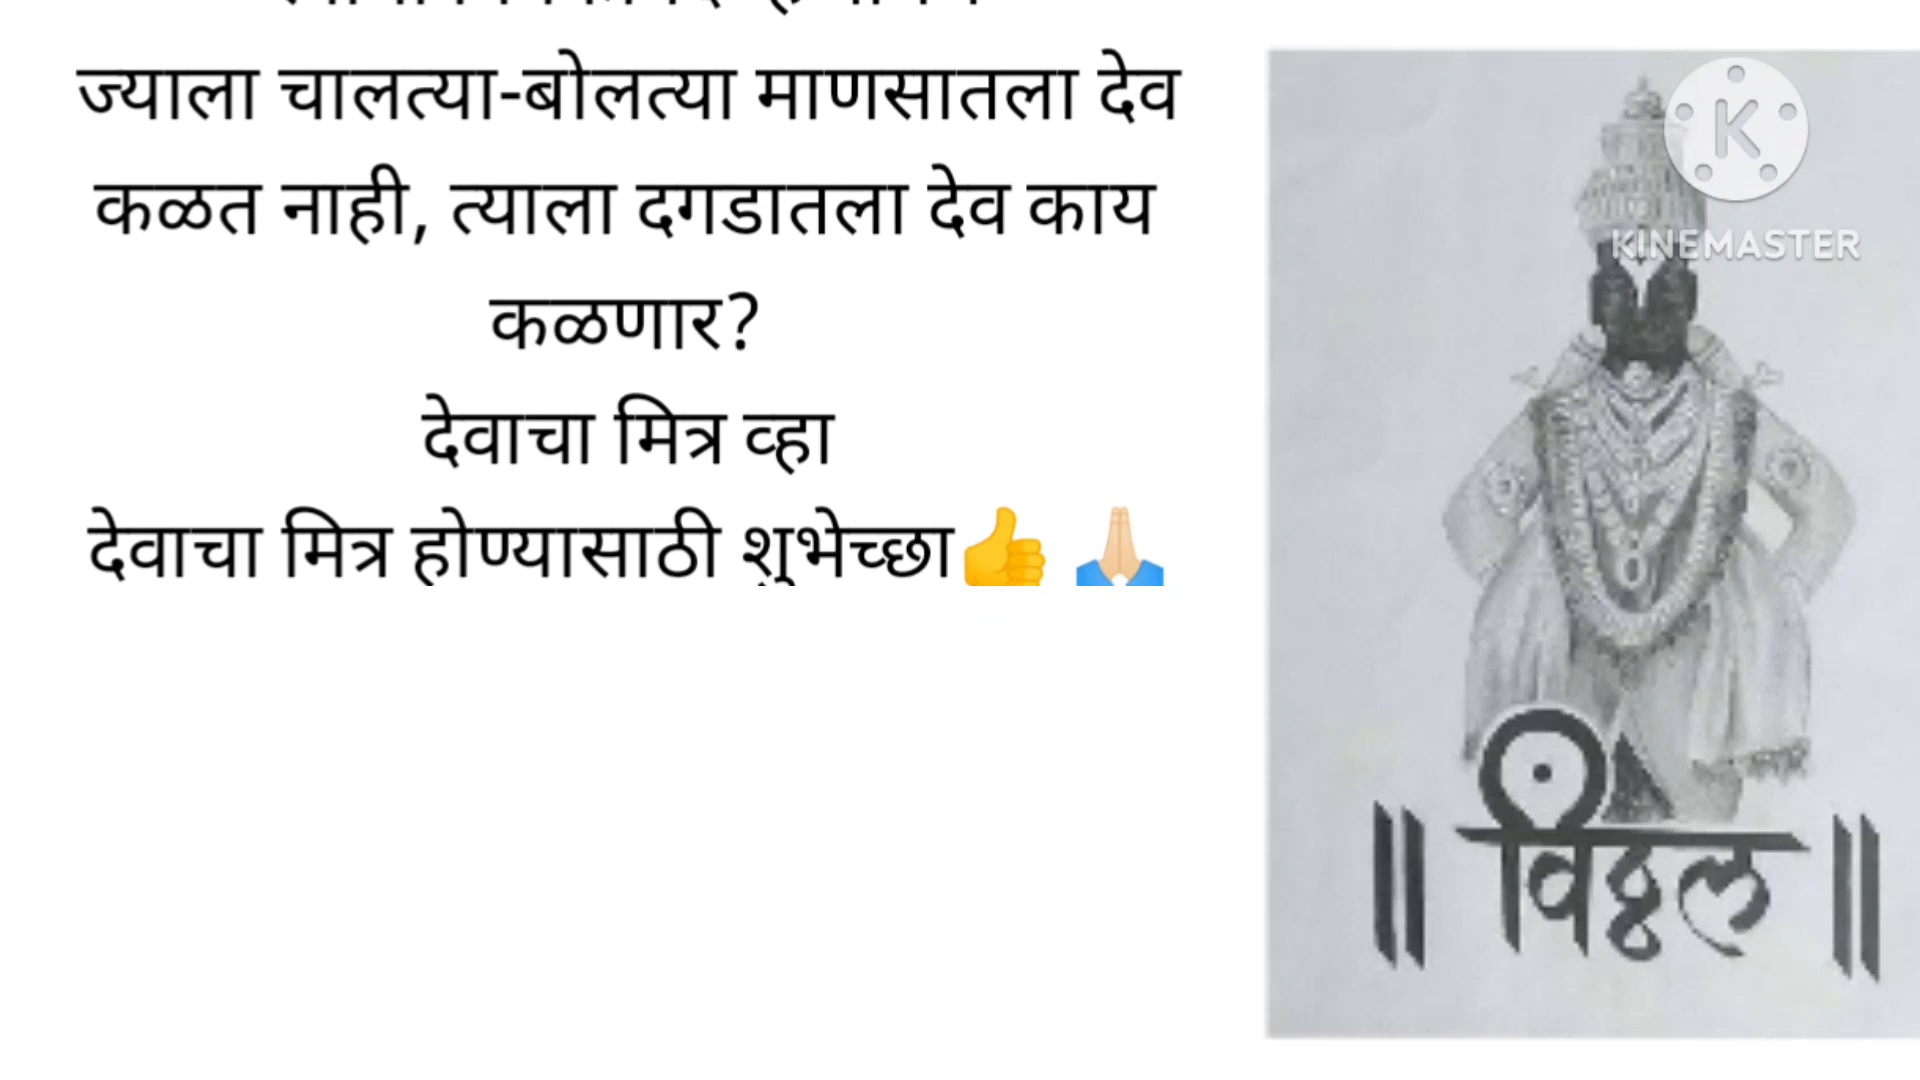 ज्याला चालत्या-बोलत्या माणसातला देव
कळत नाही, त्याला दगडातला देव काय
कळणार?
देवाचा मित्र व्हा
देवाचा मित्र होण्यासाठी शुभेच्छा👍 🙏🏻
K
KINEMASTER
॥ विठ्ठल ॥